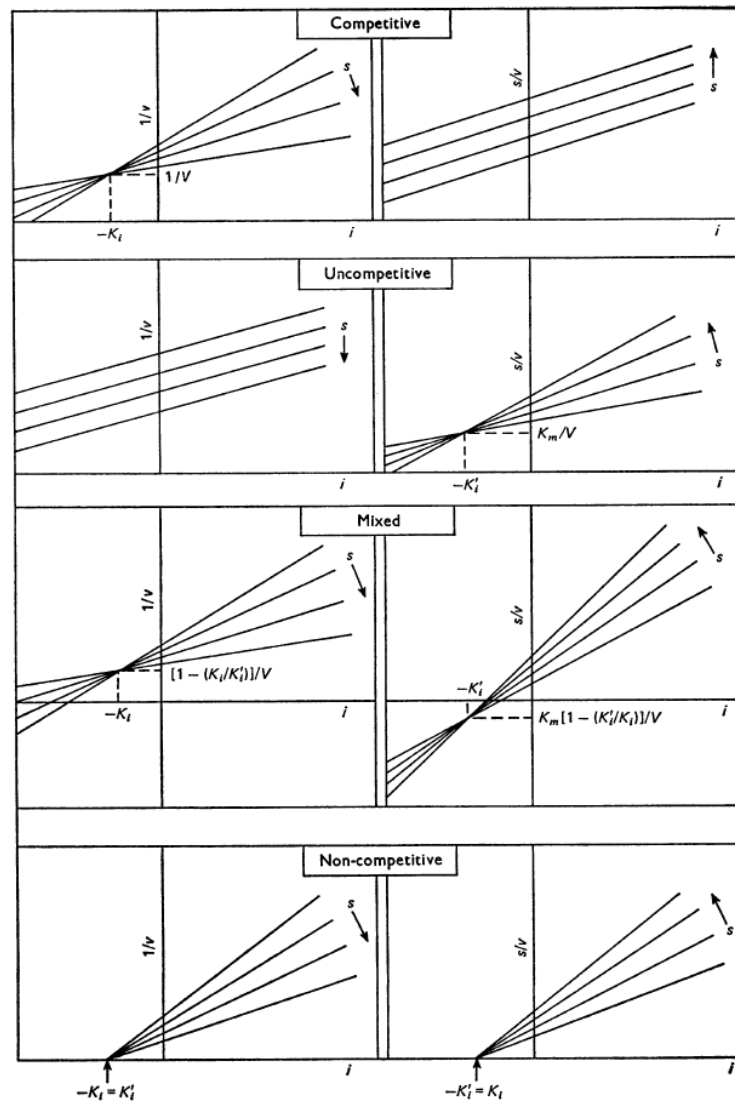 Competitive
1/v
s
1/V
−Kᵢ
i
s/v
s
i
Uncompetitive
1/v
s
i
s/v
s
Kₘ/V
−K′ᵢ
i
Mixed
1/v
s
[1 − (Kᵢ/K′ᵢ)]/V
−Kᵢ
i
s/v
s
−K′ᵢ
i
Kₘ[1 − (K′ᵢ/Kᵢ)]/V
Non-competitive
1/v
s
i
−Kᵢ = K′ᵢ
s/v
s
i
−K′ᵢ = Kᵢ